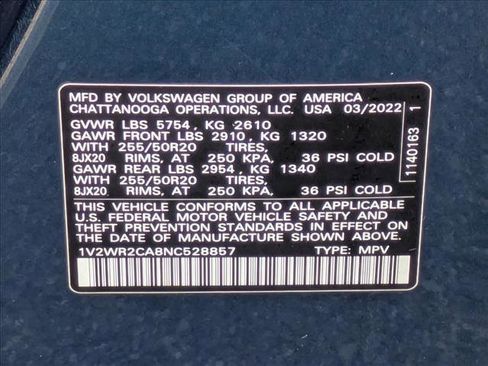 MFD BY VOLKSWAGEN GROUP OF AMERICA
CHATTANOOGA OPERATIONS, LLC. USA 03/2022
GVWR LBS 5754, KG 2610
GAWR FRONT LBS 2910, KG 1320
WITH 255/50R20 TIRES,
8JX20 RIMS, AT 250 KPA, 36 PSI COLD
GAWR REAR LBS 2954, KG 1340
WITH 255/50R20 TIRES,
8JX20 RIMS, AT 250 KPA, 36 PSI COLD
THIS VEHICLE CONFORMS TO ALL APPLICABLE
U.S. FEDERAL MOTOR VEHICLE SAFETY AND
THEFT PREVENTION STANDARDS IN EFFECT ON
THE DATE OF MANUFACTURE SHOWN ABOVE.
1V2WR2CA8NC528857 TYPE: MPV
1140163 1